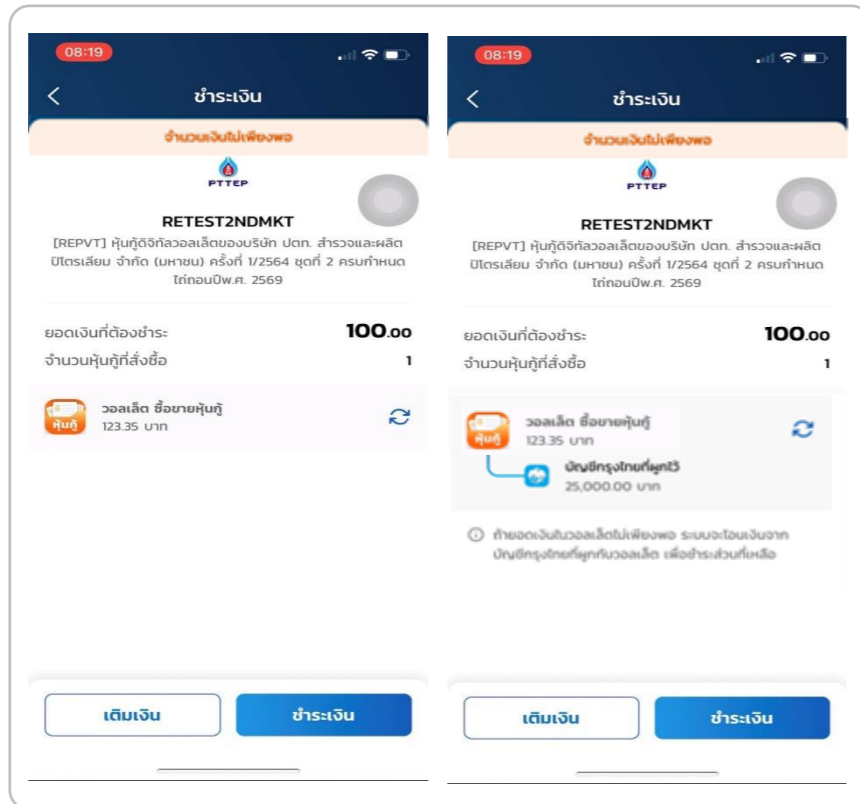 08:19
ชำระเงิน
จำนวนเงินไม่เพียงพอ
PTTEP
RETEST2NDMKT
[REPVT] หุ้นกู้ดิจิทัลวอลเล็ตของบริษัท ปตท. สำรวจและผลิต
ปิโตรเลียม จำกัด (มหาชน) ครั้งที่ 1/2564 ชุดที่ 2 ครบกำหนด
ไถ่ถอนปีพ.ศ. 2569
ยอดเงินที่ต้องชำระ 100.00
จำนวนหุ้นกู้ที่สั่งซื้อ 1
หุ้นกู้
วอลเล็ต ซื้อขายหุ้นกู้
123.35 บาท
เติมเงิน ชำระเงิน
08:19
ชำระเงิน
จำนวนเงินไม่เพียงพอ
PTTEP
RETEST2NDMKT
[REPVT] หุ้นกู้ดิจิทัลวอลเล็ตของบริษัท ปตท. สำรวจและผลิต
ปิโตรเลียม จำกัด (มหาชน) ครั้งที่ 1/2564 ชุดที่ 2 ครบกำหนด
ไถ่ถอนปีพ.ศ. 2569
ยอดเงินที่ต้องชำระ 100.00
จำนวนหุ้นกู้ที่สั่งซื้อ 1
หุ้นกู้
วอลเล็ต ซื้อขายหุ้นกู้
123.35 บาท
บัญชีกรุงไทยที่ผูกไว้
25,000.00 บาท
ถ้ายอดเงินในวอลเล็ตไม่เพียงพอ ระบบจะโอนเงินจาก
บัญชีกรุงไทยที่ผูกกับวอลเล็ต เพื่อชำระส่วนที่เหลือ
เติมเงิน ชำระเงิน